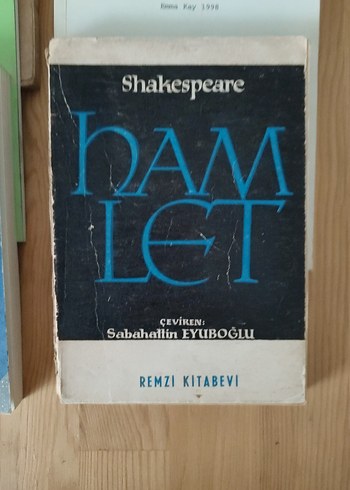 Emma Kay 1998
Shakespeare
HAM
LET
ÇEVİREN:
Sabahattin EYUBOĞLU
REMZİ KİTABEVİ